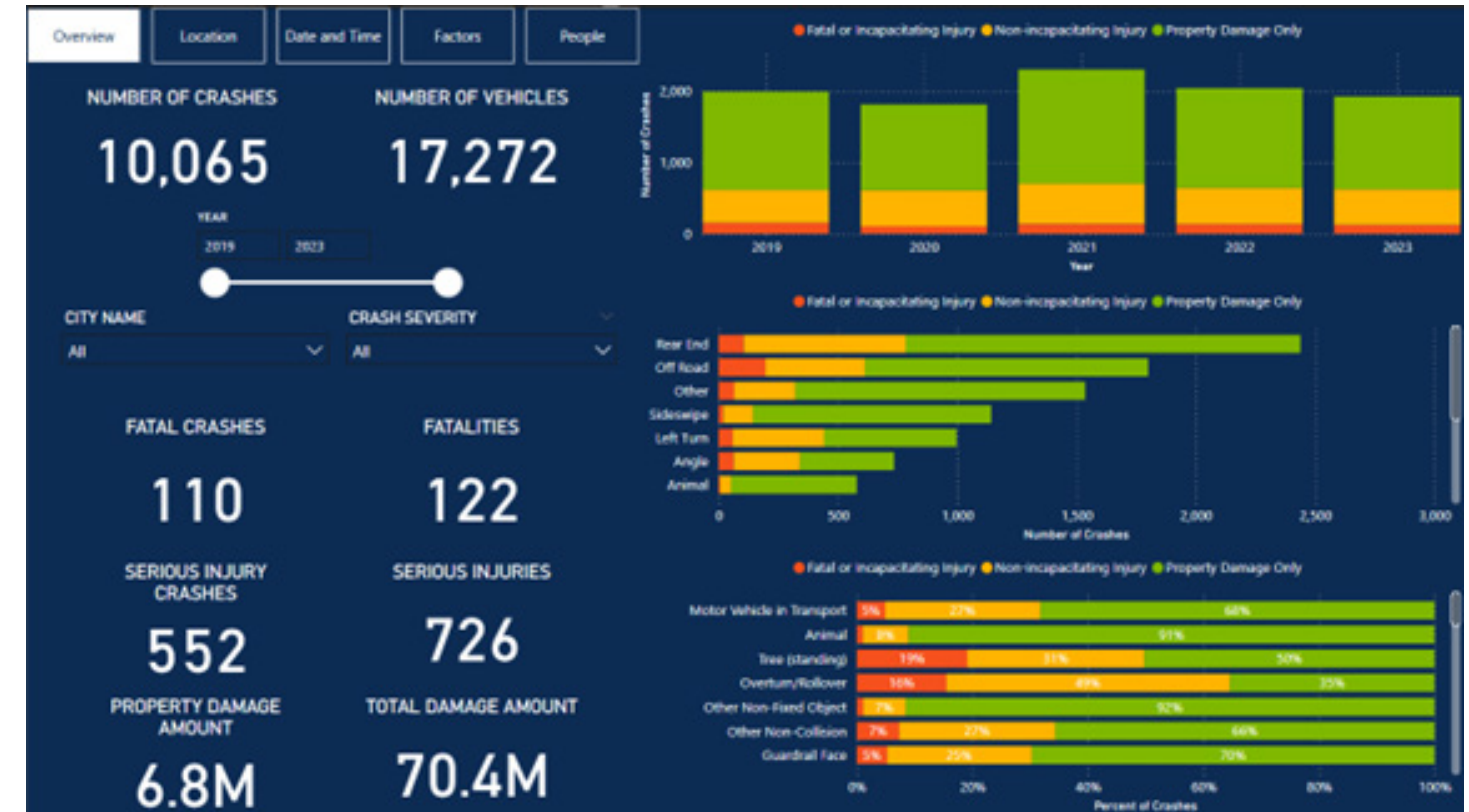 Overview Location Date and Time Factors People
NUMBER OF CRASHES NUMBER OF VEHICLES
10,065 17,272
YEAR
2019 2023
CITY NAME CRASH SEVERITY
All All
FATAL CRASHES FATALITIES
110 122
SERIOUS INJURY
CRASHES
SERIOUS INJURIES
552 726
PROPERTY DAMAGE
AMOUNT
TOTAL DAMAGE AMOUNT
6.8M 70.4M
Fatal or Incapacitating Injury Non-incapacitating Injury Property Damage Only
Number of Crashes
2,000
1,000
0
2019 2020 2021 2022 2023
Year
Fatal or Incapacitating Injury Non-incapacitating Injury Property Damage Only
Rear End
Off Road
Other
Sideswipe
Left Turn
Angle
Animal
0 500 1,000 1,500 2,000 2,500 3,000
Number of Crashes
Fatal or Incapacitating Injury Non-incapacitating Injury Property Damage Only
Motor Vehicle in Transport 5% 27% 68%
Animal 8% 91%
Tree (standing) 19% 31% 50%
Overturn/Rollover 16% 49% 35%
Other Non-Fixed Object 7% 92%
Other Non-Collision 7% 27% 66%
Guardrail Face 5% 25% 70%
0% 20% 40% 60% 80% 100%
Percent of Crashes